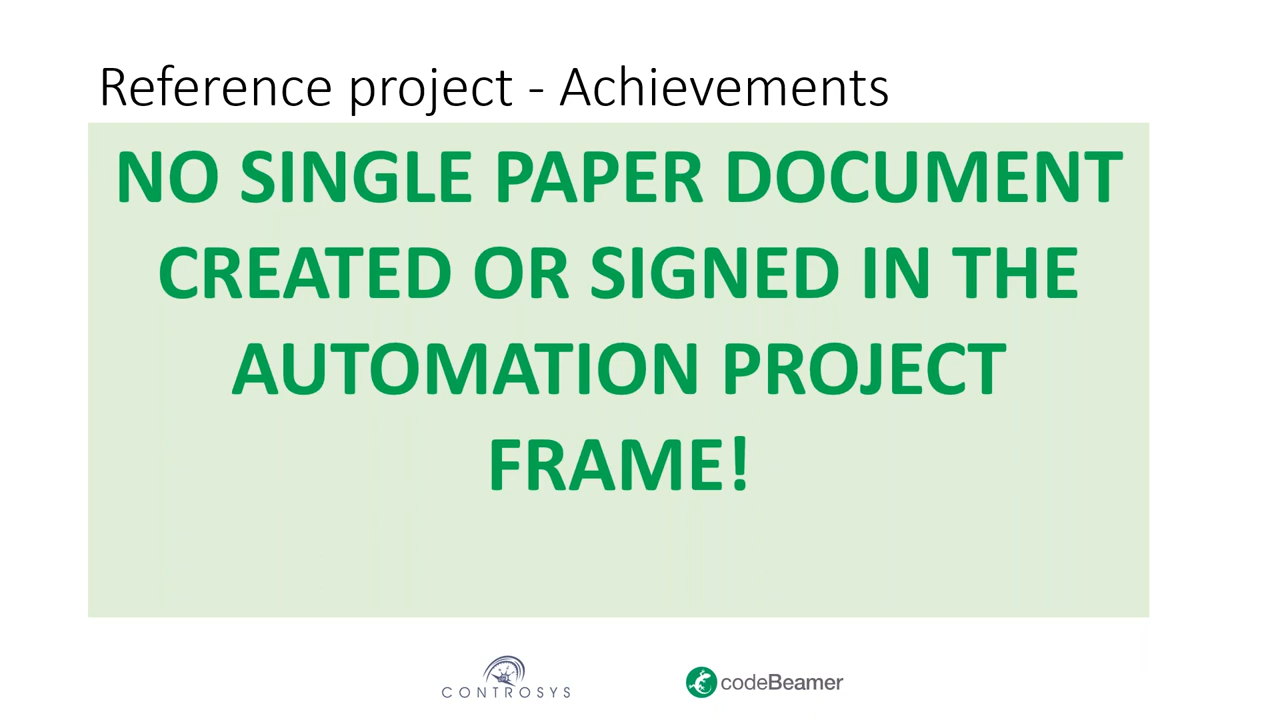 Reference project - Achievements
NO SINGLE PAPER DOCUMENT
CREATED OR SIGNED IN THE
AUTOMATION PROJECT
FRAME!
CONTROSYS
codeBeamer